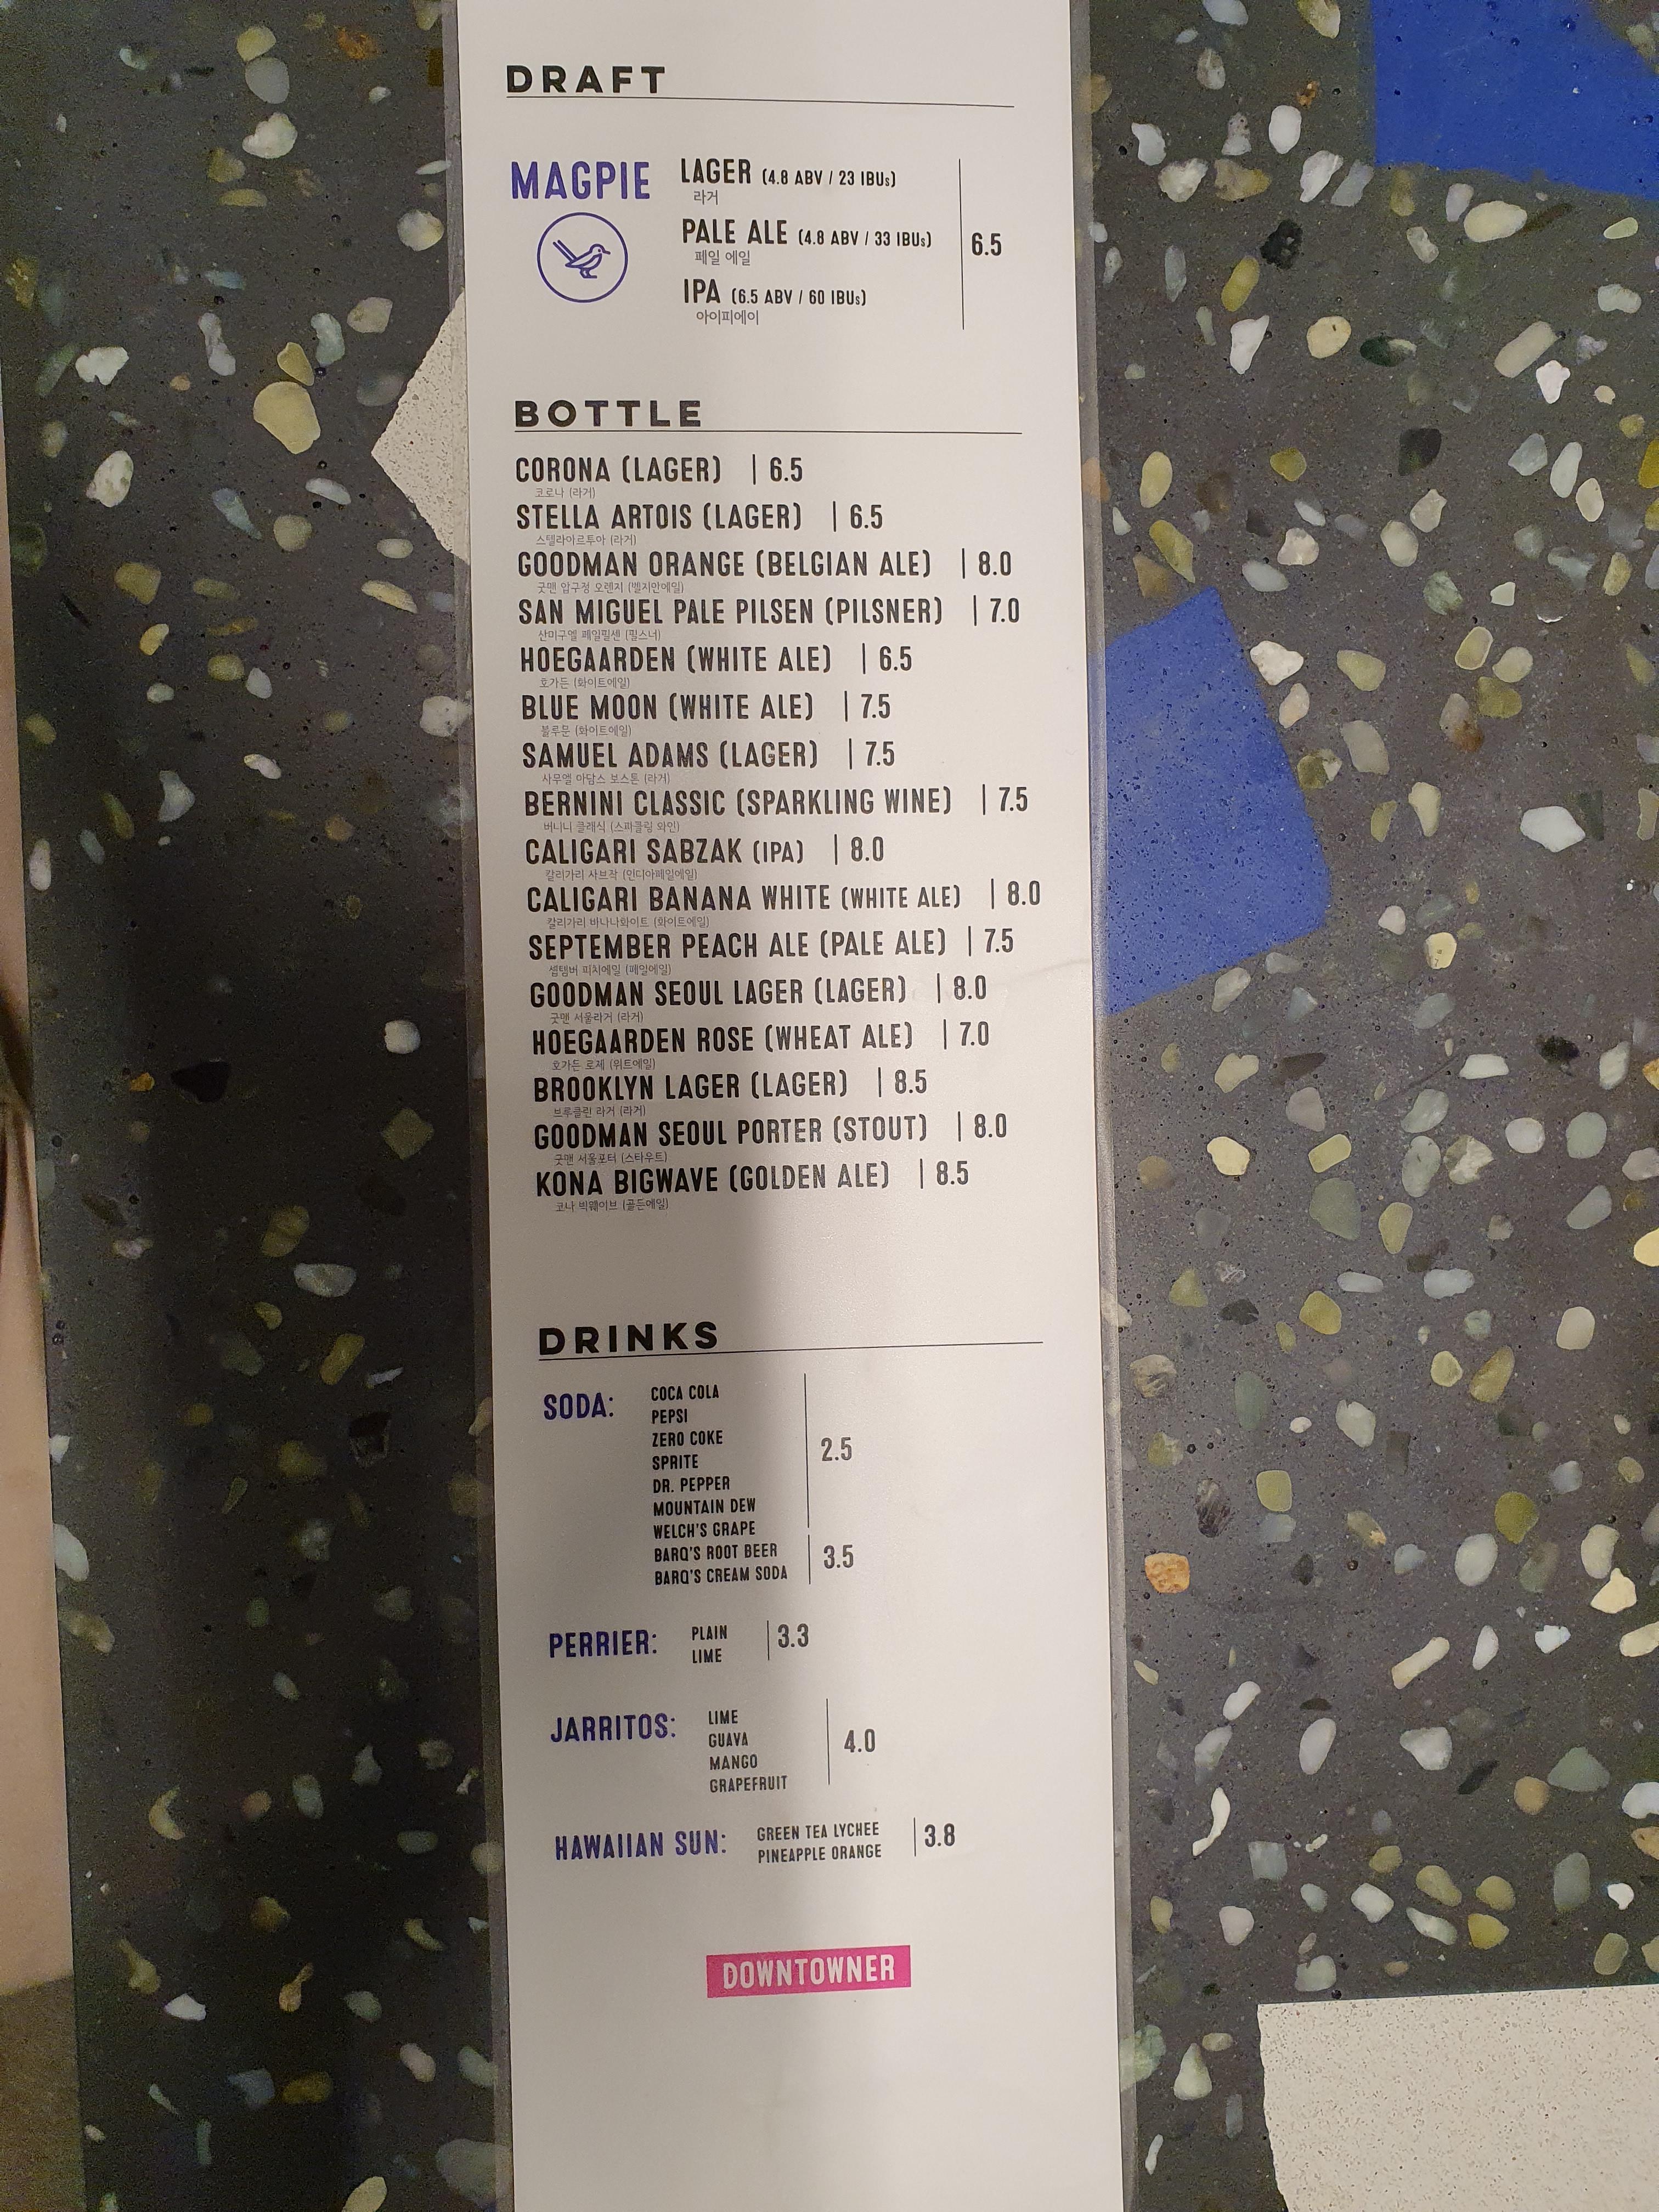 DRAFT
MAGPIE
LAGER (4.8 ABV / 23 IBUs)
라거
PALE ALE (4.8 ABV / 33 IBUs)
페일 에일
IPA (6.5 ABV / 60 IBUs)
아이피에이
6.5
BOTTLE
CORONA (LAGER) | 6.5
코로나 (라거)
STELLA ARTOIS (LAGER) | 6.5
스텔라아르투아 (라거)
GOODMAN ORANGE (BELGIAN ALE) | 8.0
굿맨 압구정 오렌지 (벨지안에일)
SAN MIGUEL PALE PILSEN (PILSNER) | 7.0
산미구엘 페일필센 (필스너)
HOEGAARDEN (WHITE ALE) | 6.5
호가든 (화이트에일)
BLUE MOON (WHITE ALE) | 7.5
블루문 (화이트에일)
SAMUEL ADAMS (LAGER) | 7.5
사무엘 아담스 보스톤 (라거)
BERNINI CLASSIC (SPARKLING WINE) | 7.5
버니니 클래식 (스파클링 와인)
CALIGARI SABZAK (IPA) | 8.0
칼리가리 사브작 (인디아페일에일)
CALIGARI BANANA WHITE (WHITE ALE) | 8.0
칼리가리 바나나화이트 (화이트에일)
SEPTEMBER PEACH ALE (PALE ALE) | 7.5
셉템버 피치에일 (페일에일)
GOODMAN SEOUL LAGER (LAGER) | 8.0
굿맨 서울라거 (라거)
HOEGAARDEN ROSE (WHEAT ALE) | 7.0
호가든 로제 (위트에일)
BROOKLYN LAGER (LAGER) | 8.5
브루클린 라거 (라거)
GOODMAN SEOUL PORTER (STOUT) | 8.0
굿맨 서울포터 (스타우트)
KONA BIGWAVE (GOLDEN ALE) | 8.5
코나 빅웨이브 (골든에일)
DRINKS
SODA:
COCA COLA
PEPSI
ZERO COKE
SPRITE
DR. PEPPER
MOUNTAIN DEW
WELCH'S GRAPE
2.5
BARQ'S ROOT BEER
BARQ'S CREAM SODA
3.5
PERRIER:
PLAIN
LIME
3.3
JARRITOS:
LIME
GUAVA
MANGO
GRAPEFRUIT
4.0
HAWAIIAN SUN:
GREEN TEA LYCHEE
PINEAPPLE ORANGE
3.8
DOWNTOWNER